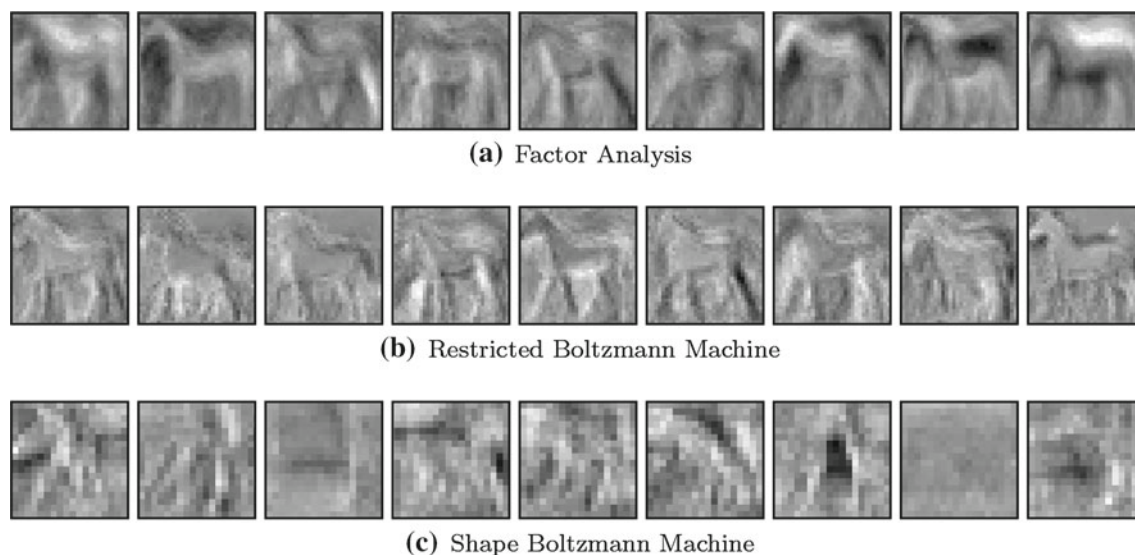 (a) Factor Analysis
(b) Restricted Boltzmann Machine
(c) Shape Boltzmann Machine